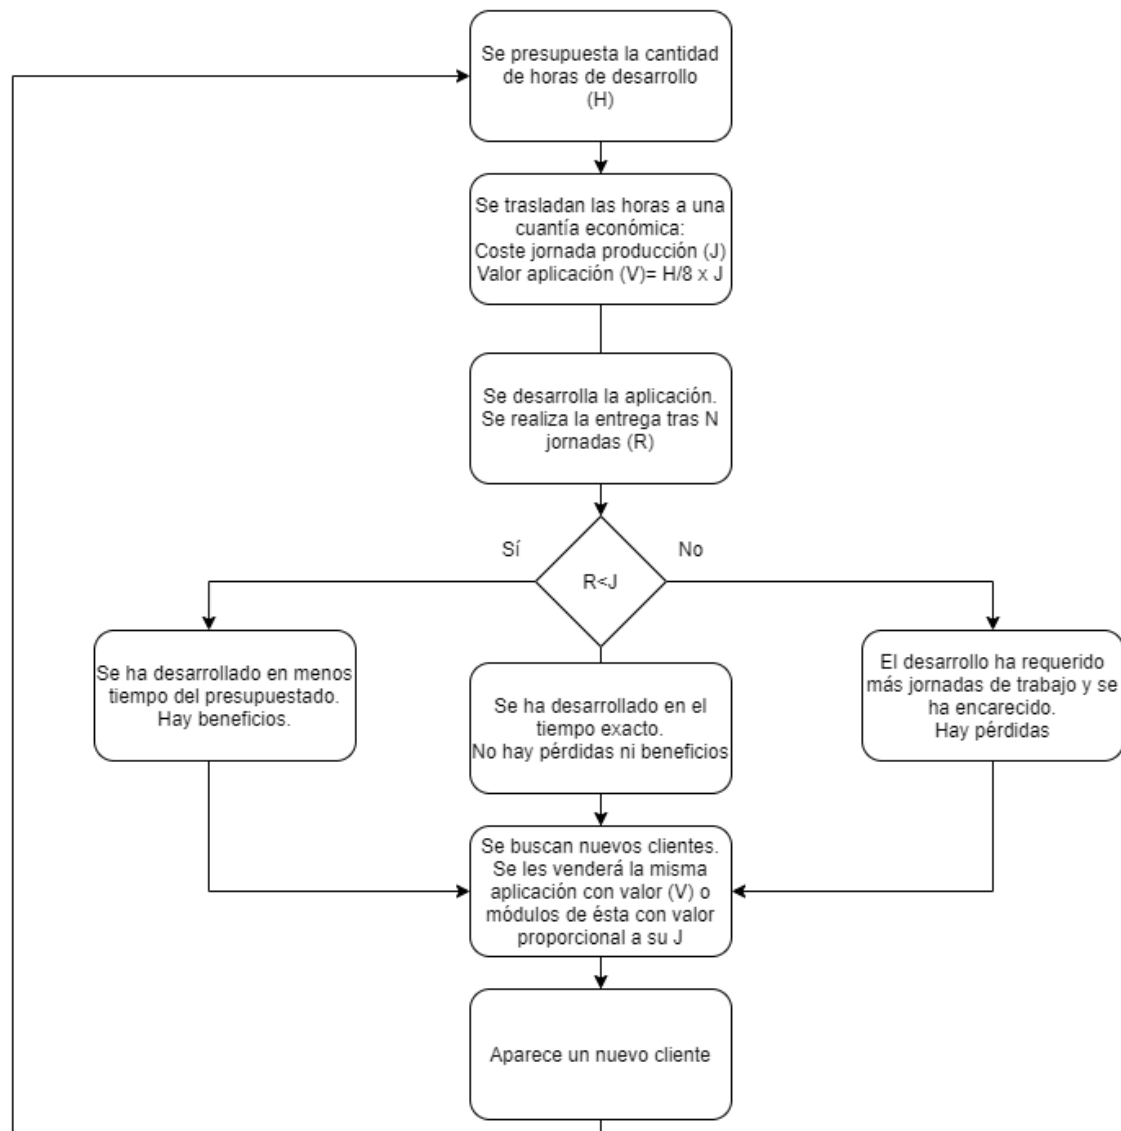 Se presupuesta la cantidad
de horas de desarrollo
(H)
Se trasladan las horas a una
cuantía económica:
Coste jornada producción (J)
Valor aplicación (V)= H/8 x J
Se desarrolla la aplicación.
Se realiza la entrega tras N
jornadas (R)
Sí
No
R<J
Se ha desarrollado en menos
tiempo del presupuestado.
Hay beneficios.
Se ha desarrollado en el
tiempo exacto.
No hay pérdidas ni beneficios
El desarrollo ha requerido
más jornadas de trabajo y se
ha encarecido.
Hay pérdidas
Se buscan nuevos clientes.
Se les venderá la misma
aplicación con valor (V) o
módulos de ésta con valor
proporcional a su J
Aparece un nuevo cliente